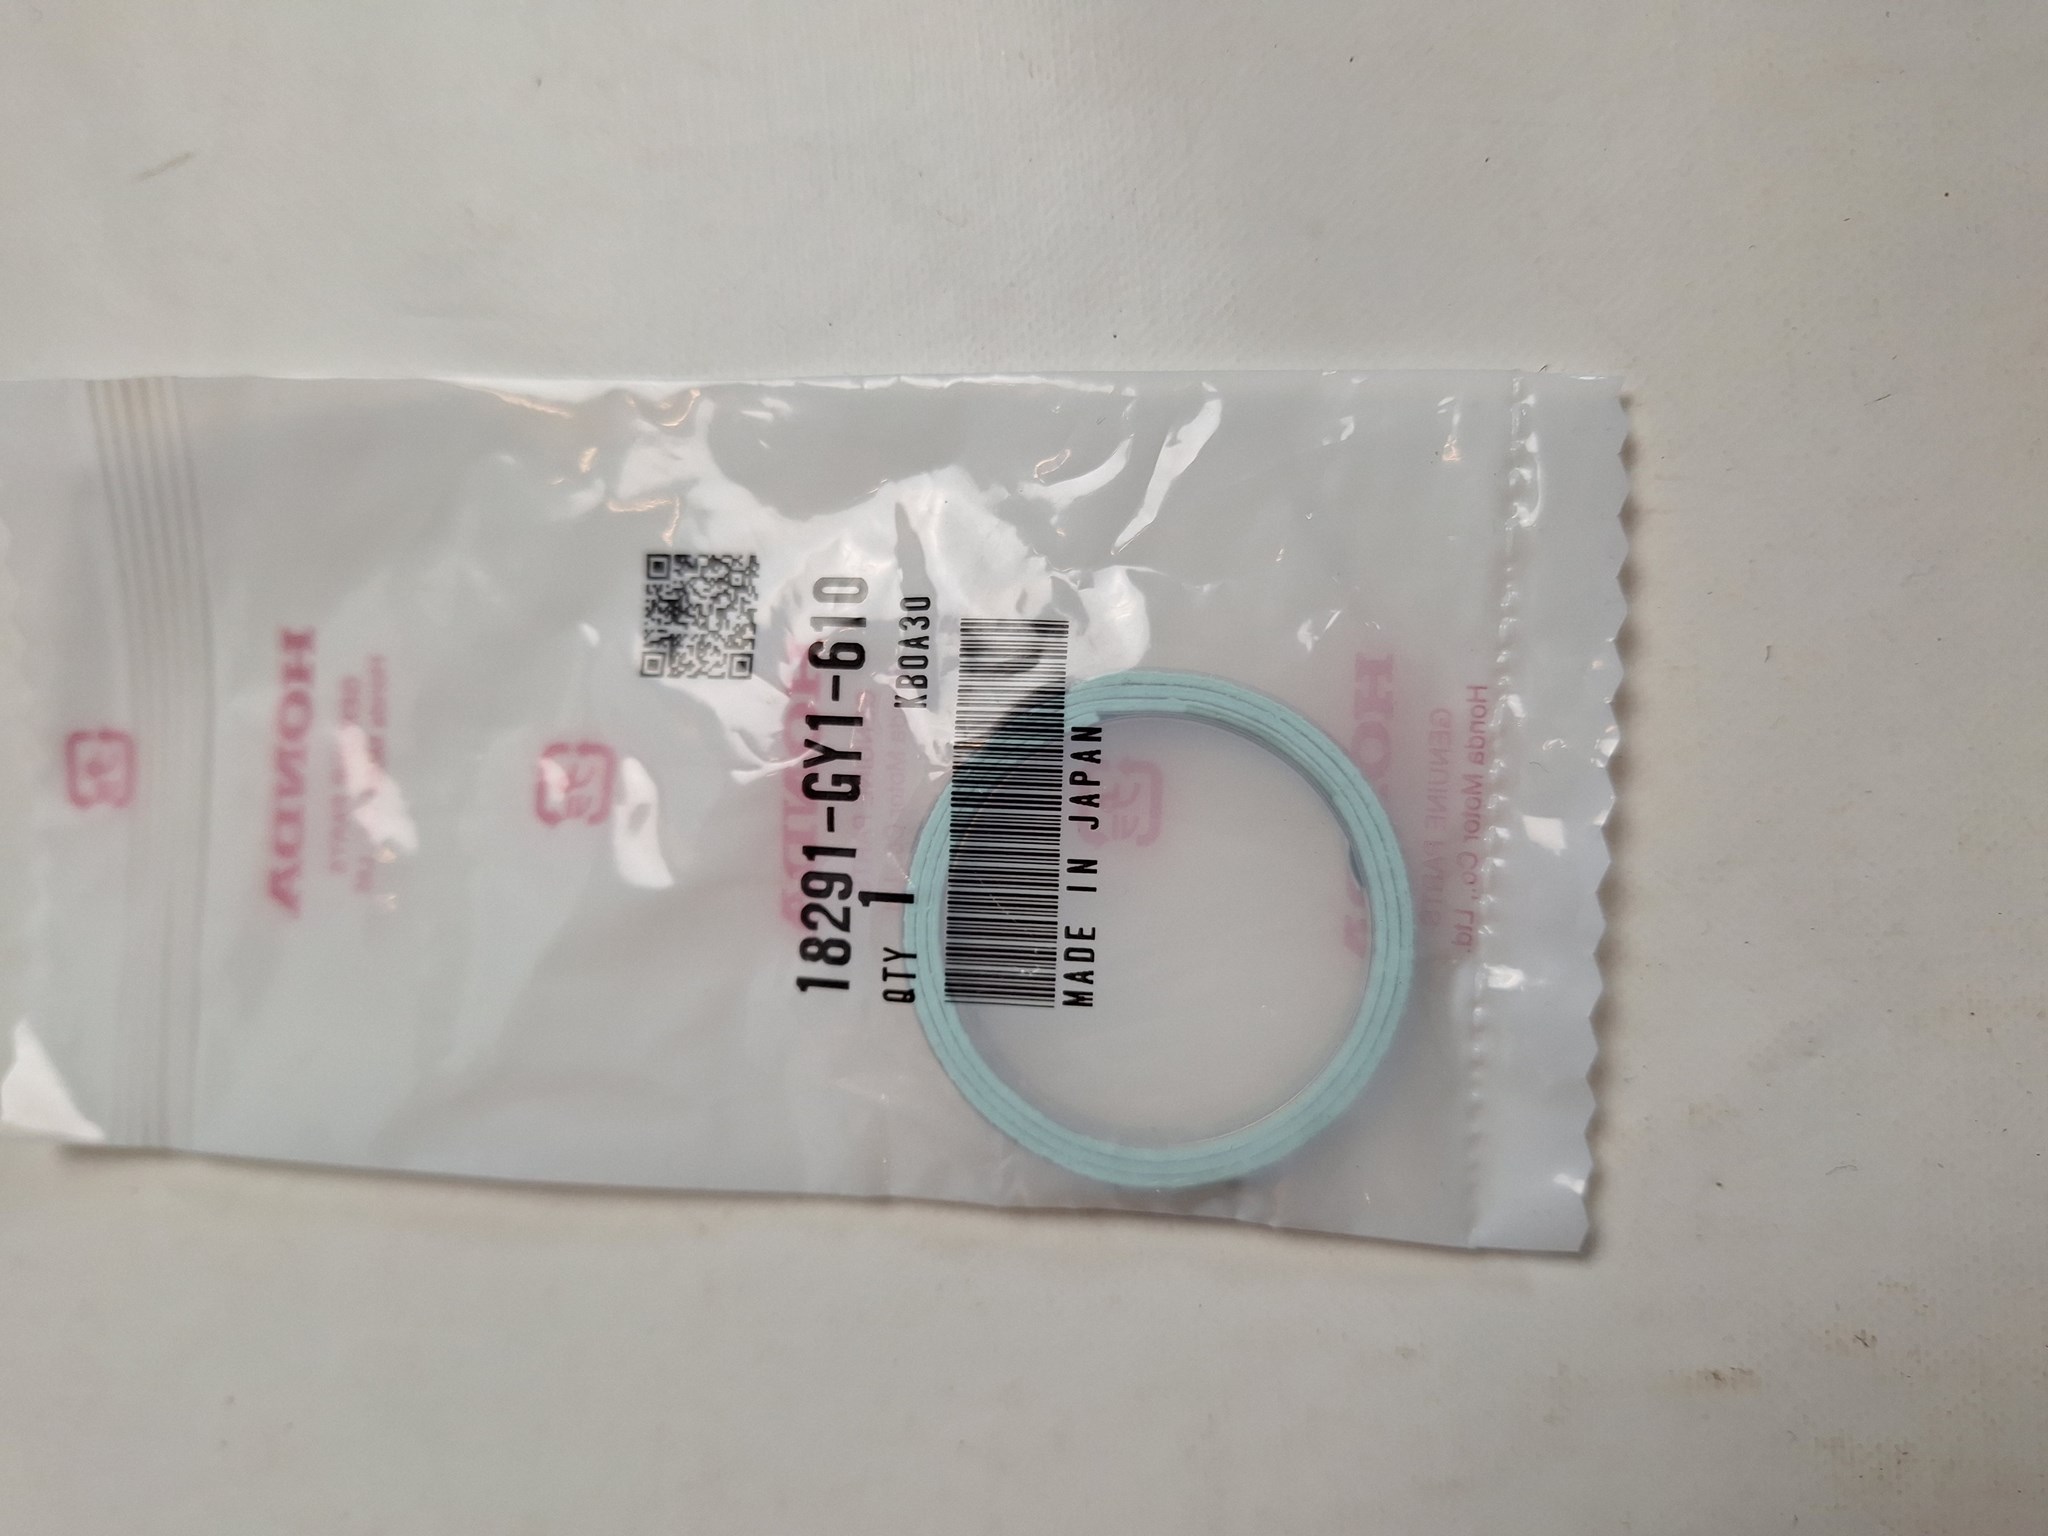 18291-GY1-610
QTY 1
KB0A30
MADE IN JAPAN
HONDA
GENUINE PARTS
Honda Motor Co., Ltd.